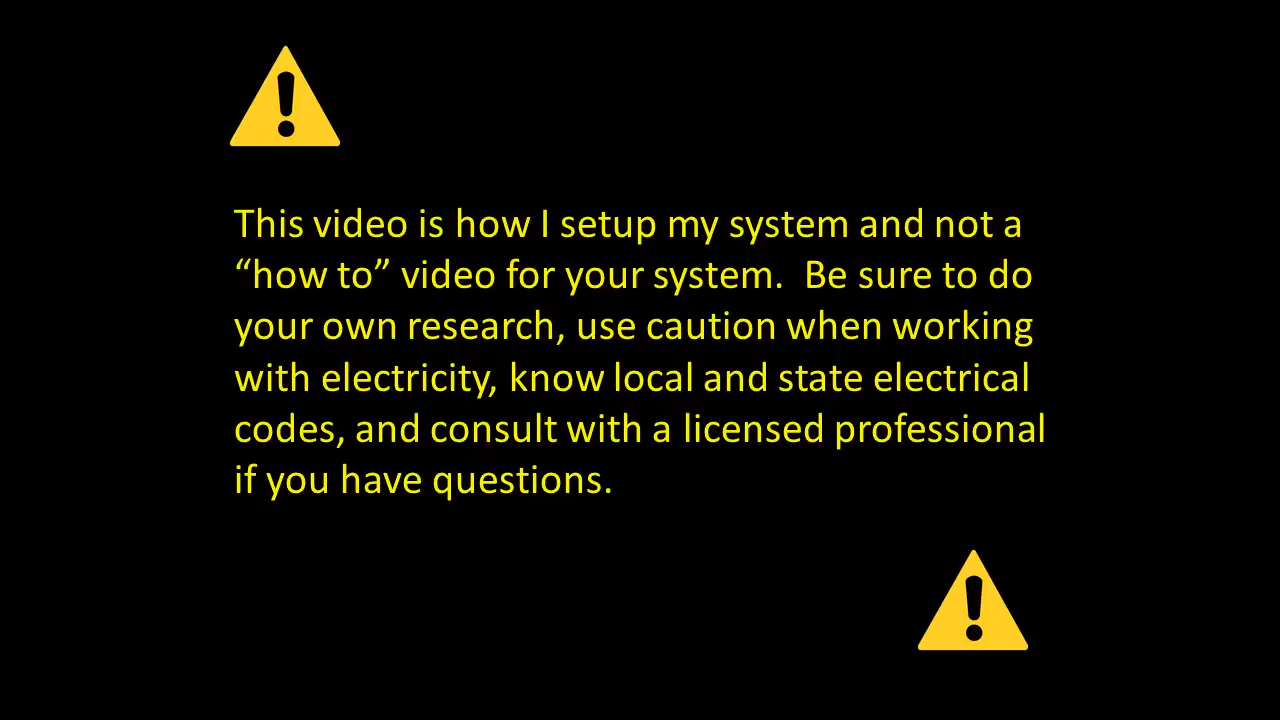 This video is how I setup my system and not a
“how to” video for your system.  Be sure to do
your own research, use caution when working
with electricity, know local and state electrical
codes, and consult with a licensed professional
if you have questions.